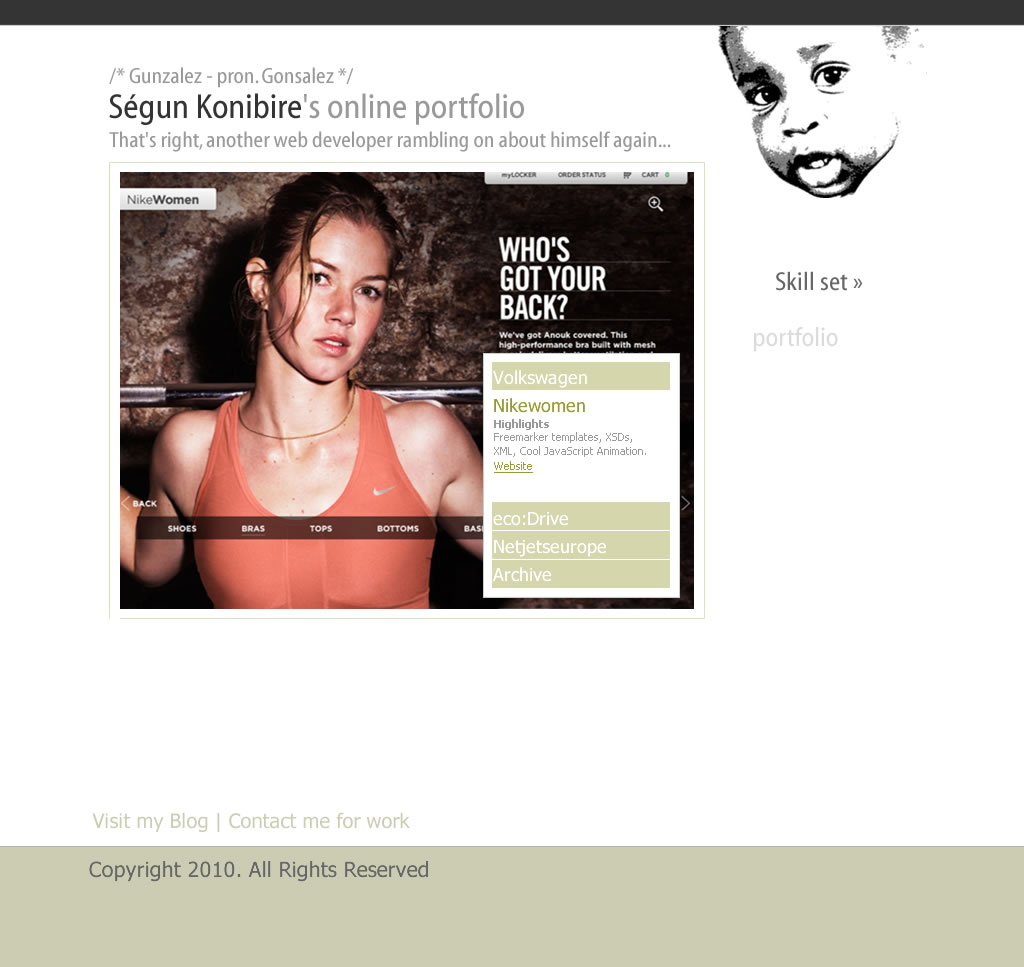 /* Gunzalez - pron. Gonsalez */
Ségun Konibire's online portfolio
That's right, another web developer rambling on about himself again...
myLOCKER ORDER STATUS CART 0
NikeWomen
WHO'S
GOT YOUR
BACK?
We've got Anouk covered. This
high-performance bra built with mesh
Skill set »
portfolio
Volkswagen
Nikewomen
Highlights
Freemarker templates, XSDs,
XML, Cool JavaScript Animation.
Website
BACK
SHOES BRAS TOPS BOTTOMS
eco:Drive
Netjetseurope
Archive
Visit my Blog | Contact me for work
Copyright 2010. All Rights Reserved